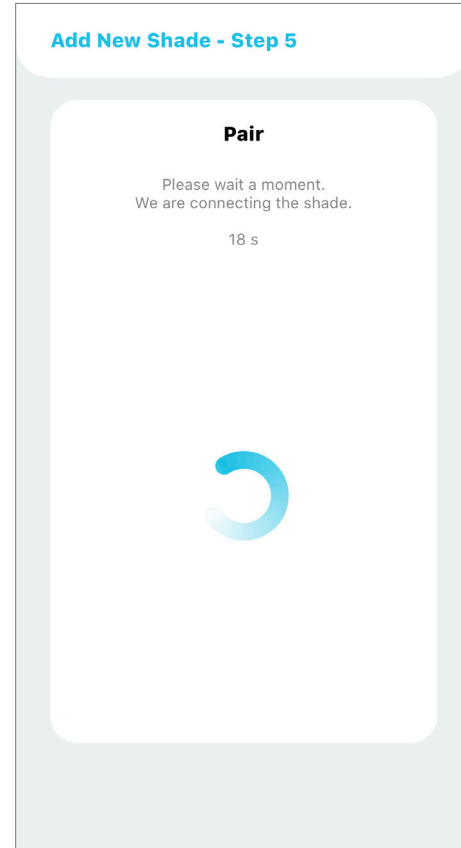 Add New Shade - Step 5
Pair
Please wait a moment.
We are connecting the shade.
18 s